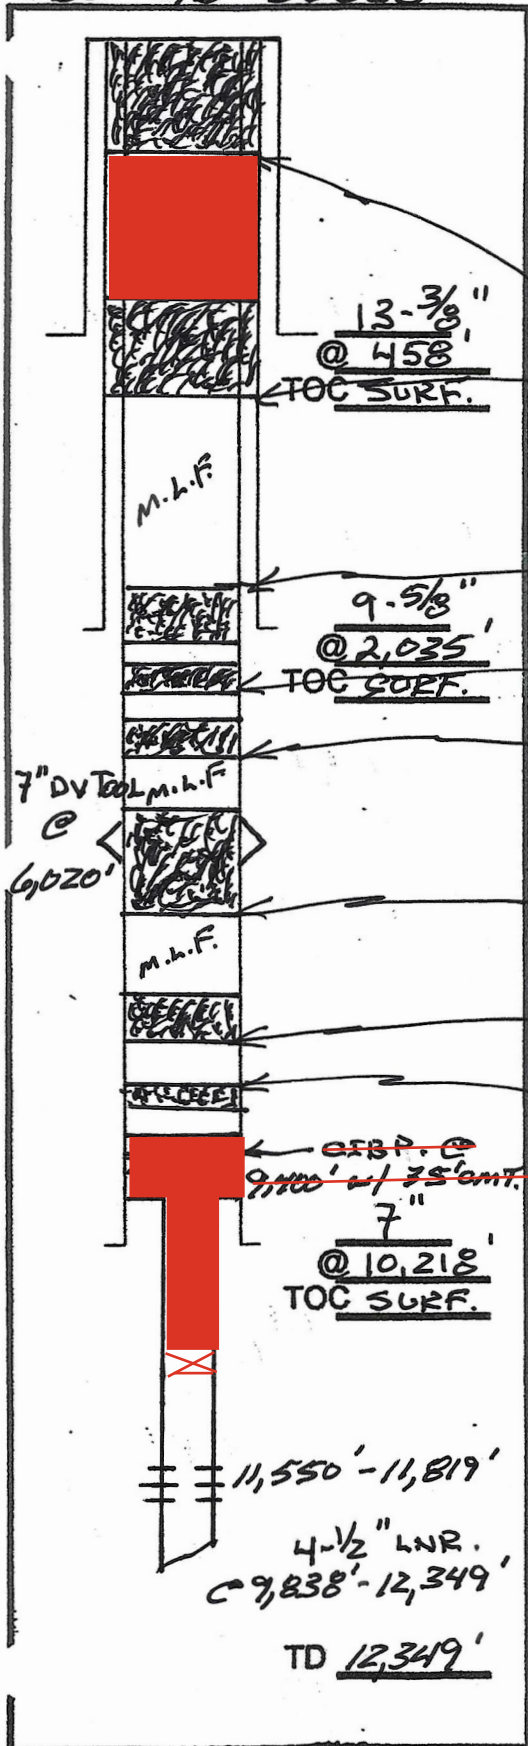 13-3/8"
@ 458'
TOC SURF.
M.L.F.
9-5/8"
@ 2,035'
TOC SURF.
7" DV TOOL M.L.F
@
6,020'
M.L.F.
CIBP. @
9,400' w/ 35' CMT.
7"
@ 10,218'
TOC SURF.
11,550'-11,819'
4-1/2" LNR.
@ 9,838'-12,349'
TD 12,349'